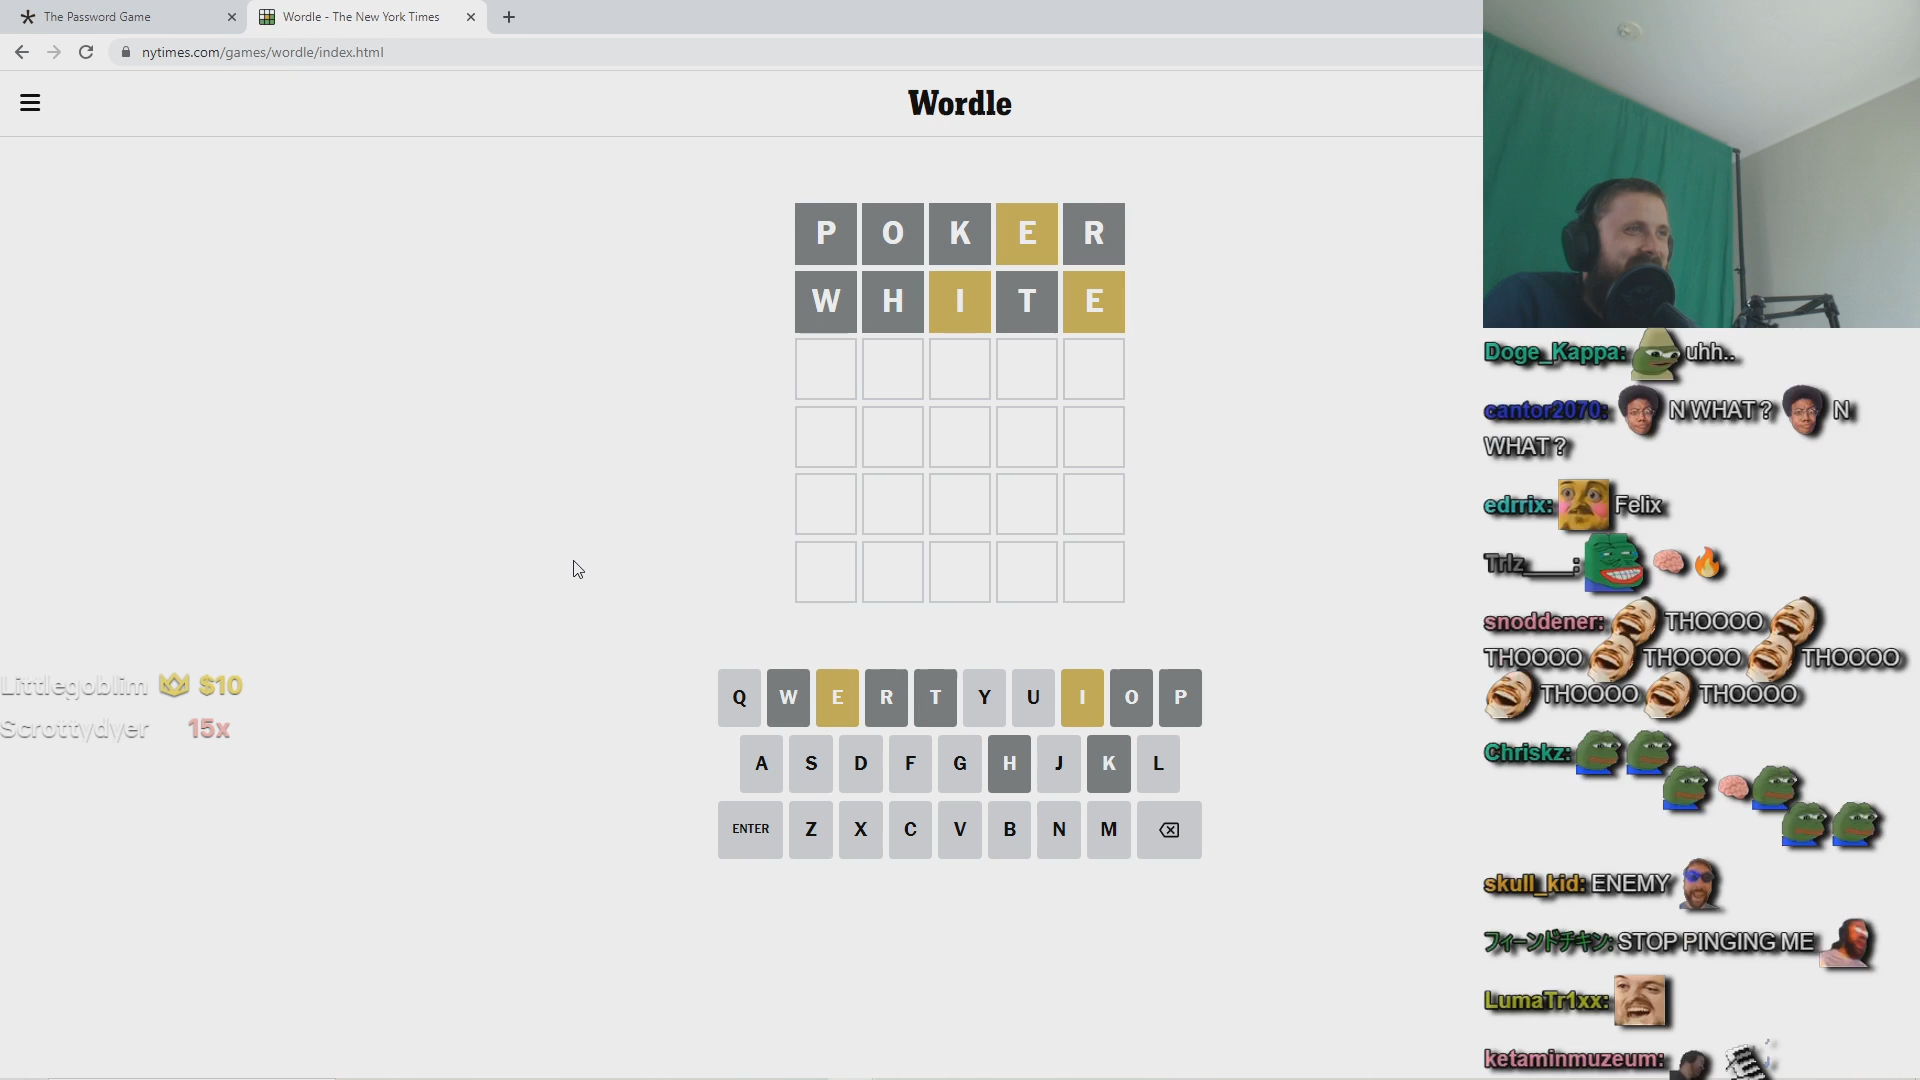 The Password Game
Wordle - The New York Times
nytimes.com/games/wordle/index.html
Wordle
P O K E R
W H I T E
Q W E R T Y U I O P
A S D F G H J K L
ENTER Z X C V B N M
Littlegoblim $10
Scrottydyer 15x
Doge_Kappa: uhh..
cantor2070: N WHAT? N
WHAT?
edrrix: Felix
Trlz____:
snoddener: THOOOO
THOOOO THOOOO THOOOO
THOOOO THOOOO
Chriskz:
skull_kid: ENEMY
フィーンドチキン: STOP PINGING ME
LumaTr1xx:
ketaminmuzeum: